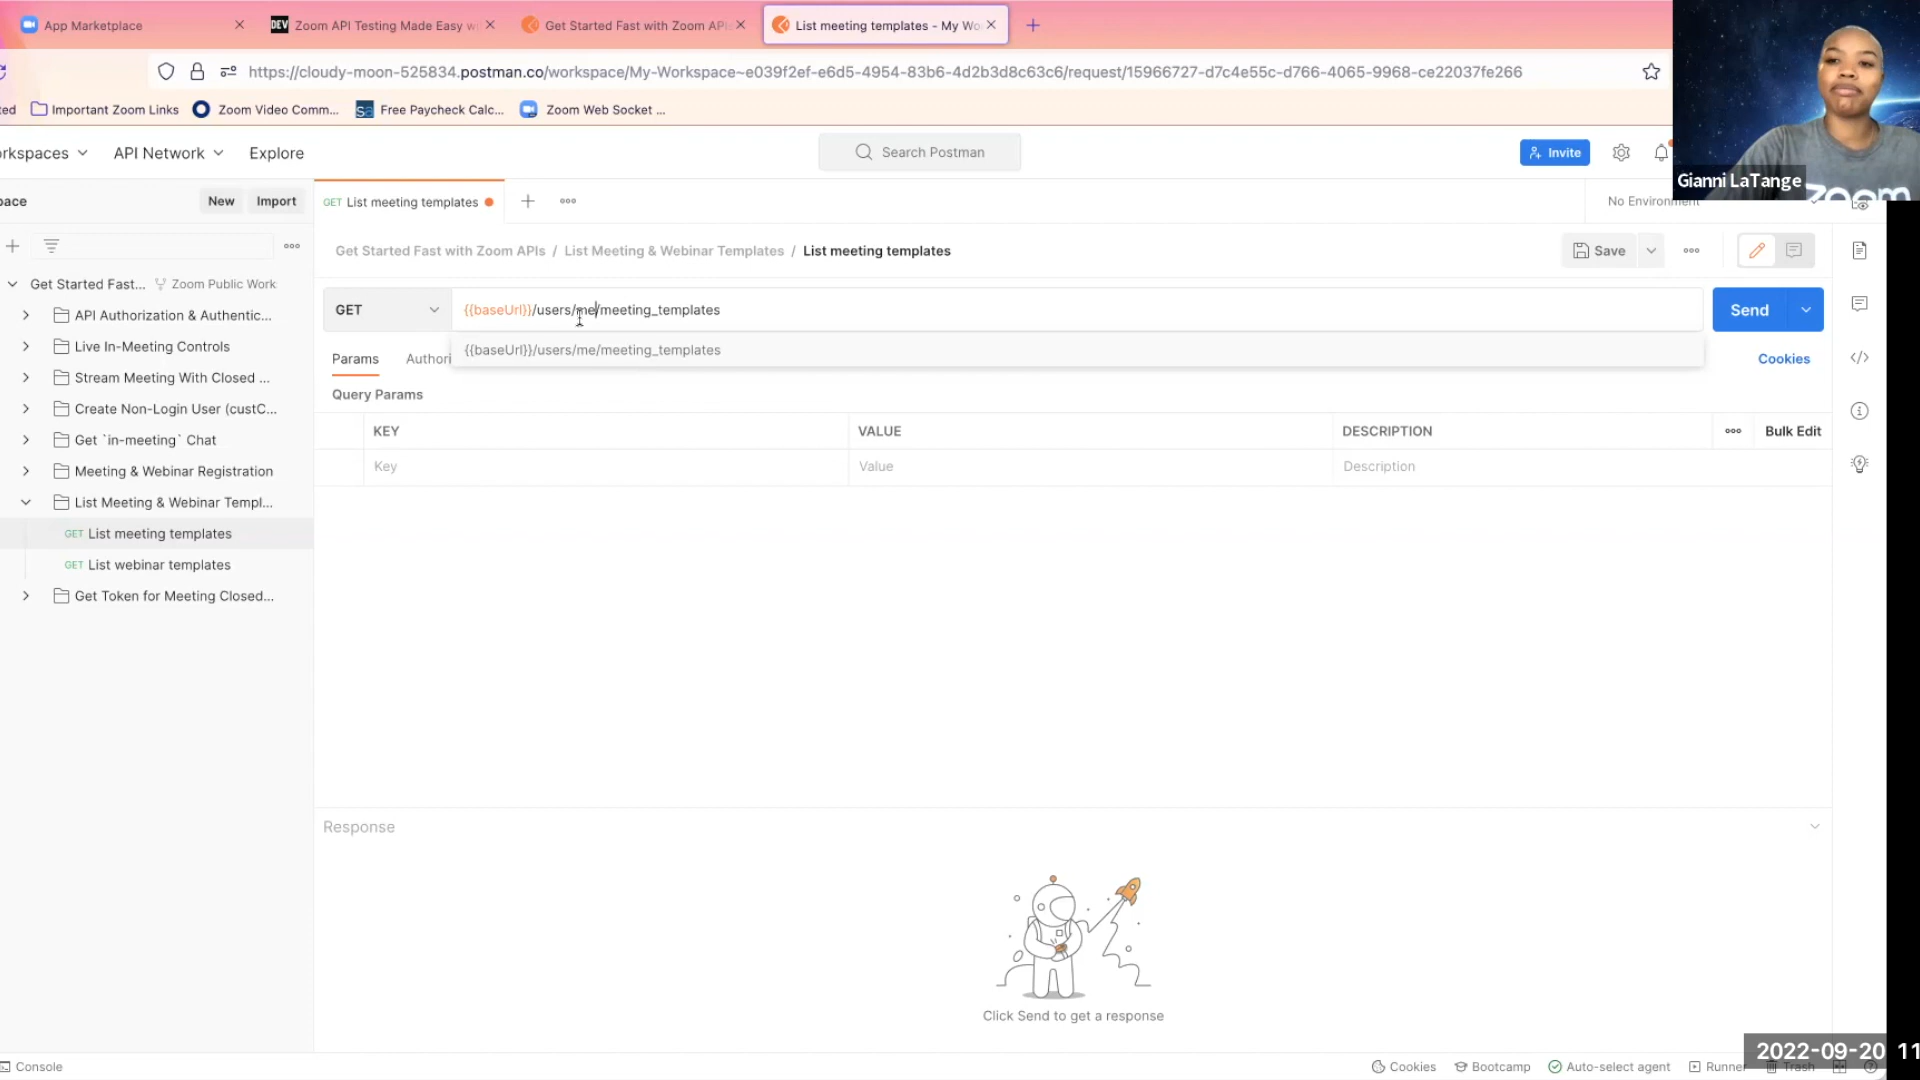 App Marketplace
DEV Zoom API Testing Made Easy w
Get Started Fast with Zoom APIs
List meeting templates - My Wo
https://cloudy-moon-525834.postman.co/workspace/My-Workspace~e039f2ef-e6d5-4954-83b6-4d2b3d8c63c6/request/15966727-d7c4e55c-d766-4065-9968-ce22037fe266
ted
Important Zoom Links
Zoom Video Comm...
Free Paycheck Calc...
Zoom Web Socket ...
rkspaces
API Network
Explore
Search Postman
Invite
Gianni LaTange
zoom
pace
New
Import
GET List meeting templates
No Environment
Get Started Fast with Zoom APIs / List Meeting & Webinar Templates / List meeting templates
Save
Get Started Fast...
Zoom Public Work
API Authorization & Authentic...
Live In-Meeting Controls
Stream Meeting With Closed ...
Create Non-Login User (custC...
Get `in-meeting` Chat
Meeting & Webinar Registration
List Meeting & Webinar Templ...
GET List meeting templates
GET List webinar templates
Get Token for Meeting Closed...
GET
{{baseUrl}}/users/me/meeting_templates
Send
{{baseUrl}}/users/me/meeting_templates
Params
Authori
Cookies
Query Params
KEY
VALUE
DESCRIPTION
Bulk Edit
Key
Value
Description
Response
Click Send to get a response
2022-09-20 11
Console
Cookies
Bootcamp
Auto-select agent
Runner
Trash